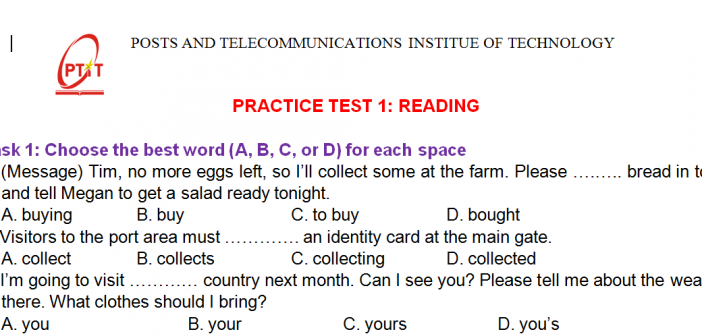 POSTS AND TELECOMMUNICATIONS INSTITUE OF TECHNOLOGY
PTIT
PRACTICE TEST 1: READING
ask 1: Choose the best word (A, B, C, or D) for each space
(Message) Tim, no more eggs left, so I'll collect some at the farm. Please ......... bread in
and tell Megan to get a salad ready tonight.
A. buying B. buy C. to buy D. bought
Visitors to the port area must ............. an identity card at the main gate.
A. collect B. collects C. collecting D. collected
I'm going to visit ............ country next month. Can I see you? Please tell me about the
there. What clothes should I bring?
A. you B. your C. yours D. you's